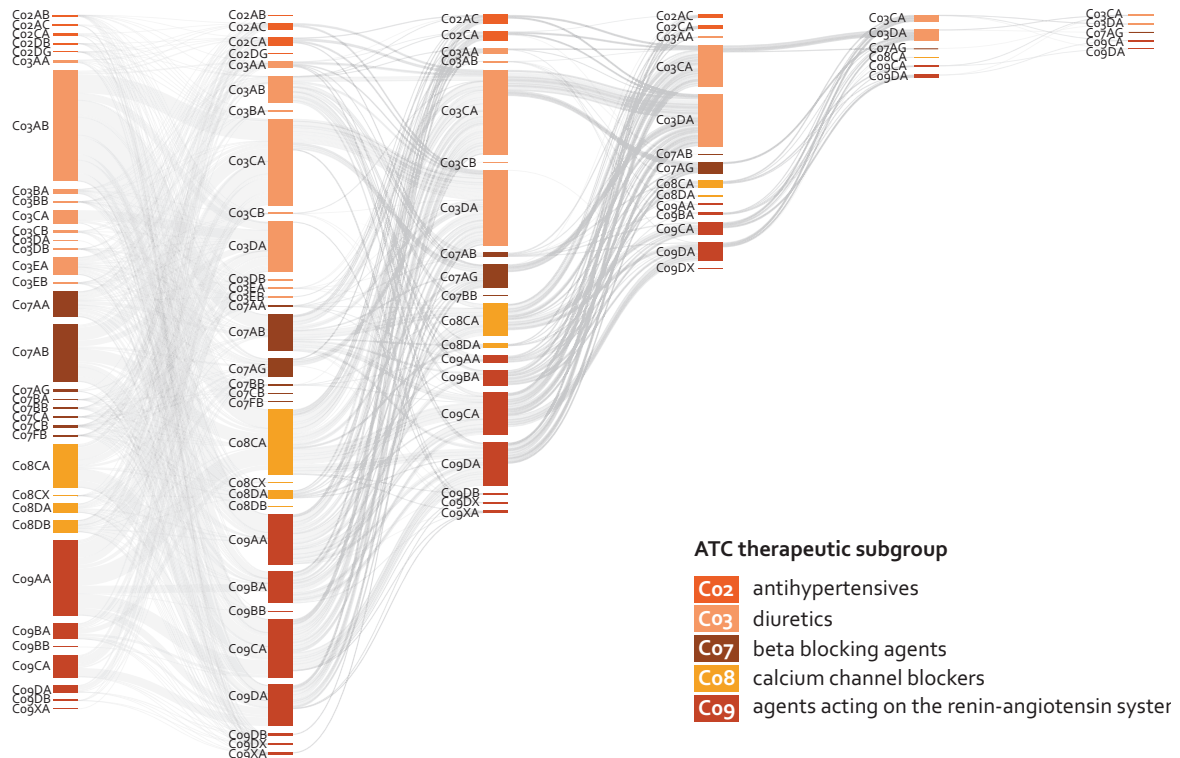 C02AB
C02AC
C02CA
C02DB
C02DG
C03AA
C03AB
C03BA
C03BB
C03CA
C03CB
C03DA
C03DB
C03EA
C03EB
C07AA
C07AB
C07AG
C07BA
C07BB
C07CA
C07CB
C07FB
C08CA
C08CX
C08DA
C08DB
C09AA
C09BA
C09BB
C09CA
C09DA
C09DB
C09XA
C02AB
C02AC
C02CA
C02DG
C03AA
C03AB
C03BA
C03CA
C03CB
C03DA
C03DB
C03EA
C03EB
C07AA
C07AB
C07AG
C07BB
C07CB
C07FB
C08CA
C08CX
C08DA
C08DB
C09AA
C09BA
C09BB
C09CA
C09DA
C09DB
C09DX
C09XA
C02AC
C02CA
C03AA
C03AB
C03CA
C03CB
C03DA
C07AB
C07AG
C07BB
C08CA
C08DA
C09AA
C09BA
C09CA
C09DA
C09DB
C09DX
C09XA
C02AC
C02CA
C03AA
C03CA
C03DA
C07AB
C07AG
C08CA
C08DA
C09AA
C09BA
C09CA
C09DA
C09DX
C03CA
C03DA
C07AG
C08CA
C09CA
C09DA
C03CA
C03DA
C07AG
C09CA
C09DA
ATC therapeutic subgroup
C02 antihypertensives
C03 diuretics
C07 beta blocking agents
C08 calcium channel blockers
C09 agents acting on the renin-angiotensin syster